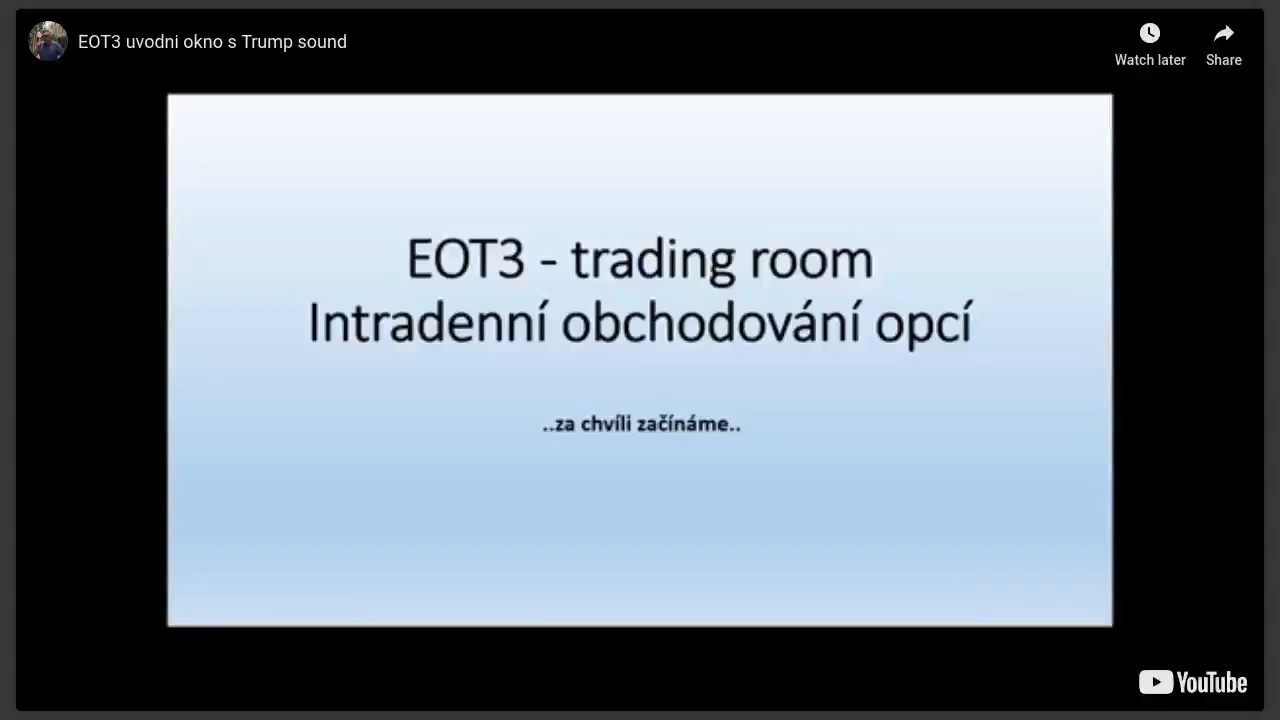 EOT3 uvodni okno s Trump sound
Watch later
Share
EOT3 - trading room
Intradenní obchodování opcí
..za chvíli začínáme..
YouTube